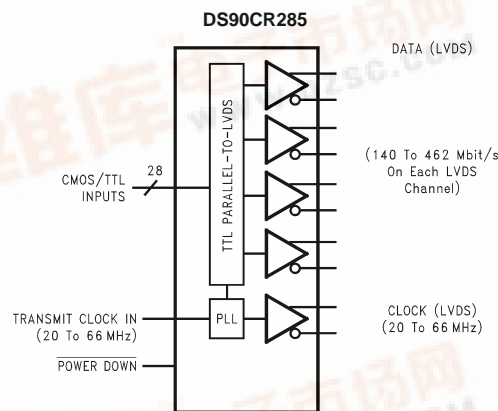 DS90CR285
DATA (LVDS)
TTL PARALLEL-TO-LVDS
(140 To 462 Mbit/s
On Each LVDS
Channel)
28
CMOS/TTL
INPUTS
TRANSMIT CLOCK IN
(20 To 66 MHz)
PLL
CLOCK (LVDS)
(20 To 66 MHz)
POWER DOWN